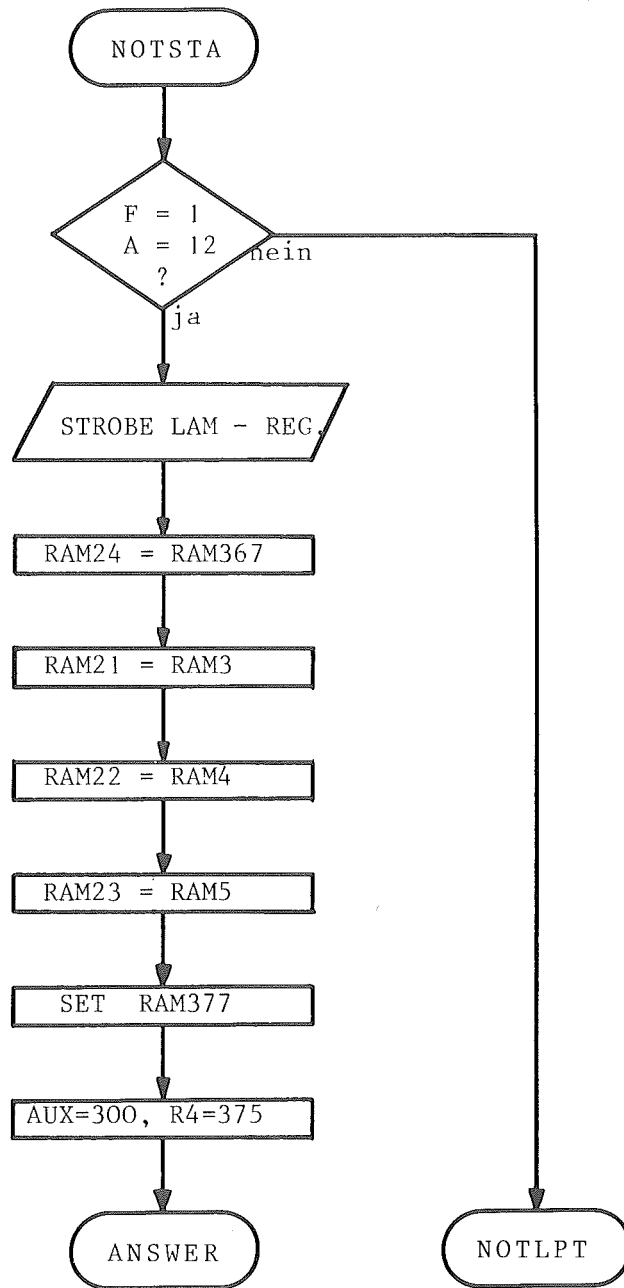 NOTSTA
F = 1
A = 12
?
nein
ja
STROBE LAM - REG.
RAM24 = RAM367
RAM21 = RAM3
RAM22 = RAM4
RAM23 = RAM5
SET RAM377
AUX=300, R4=375
ANSWER
NOTLPT